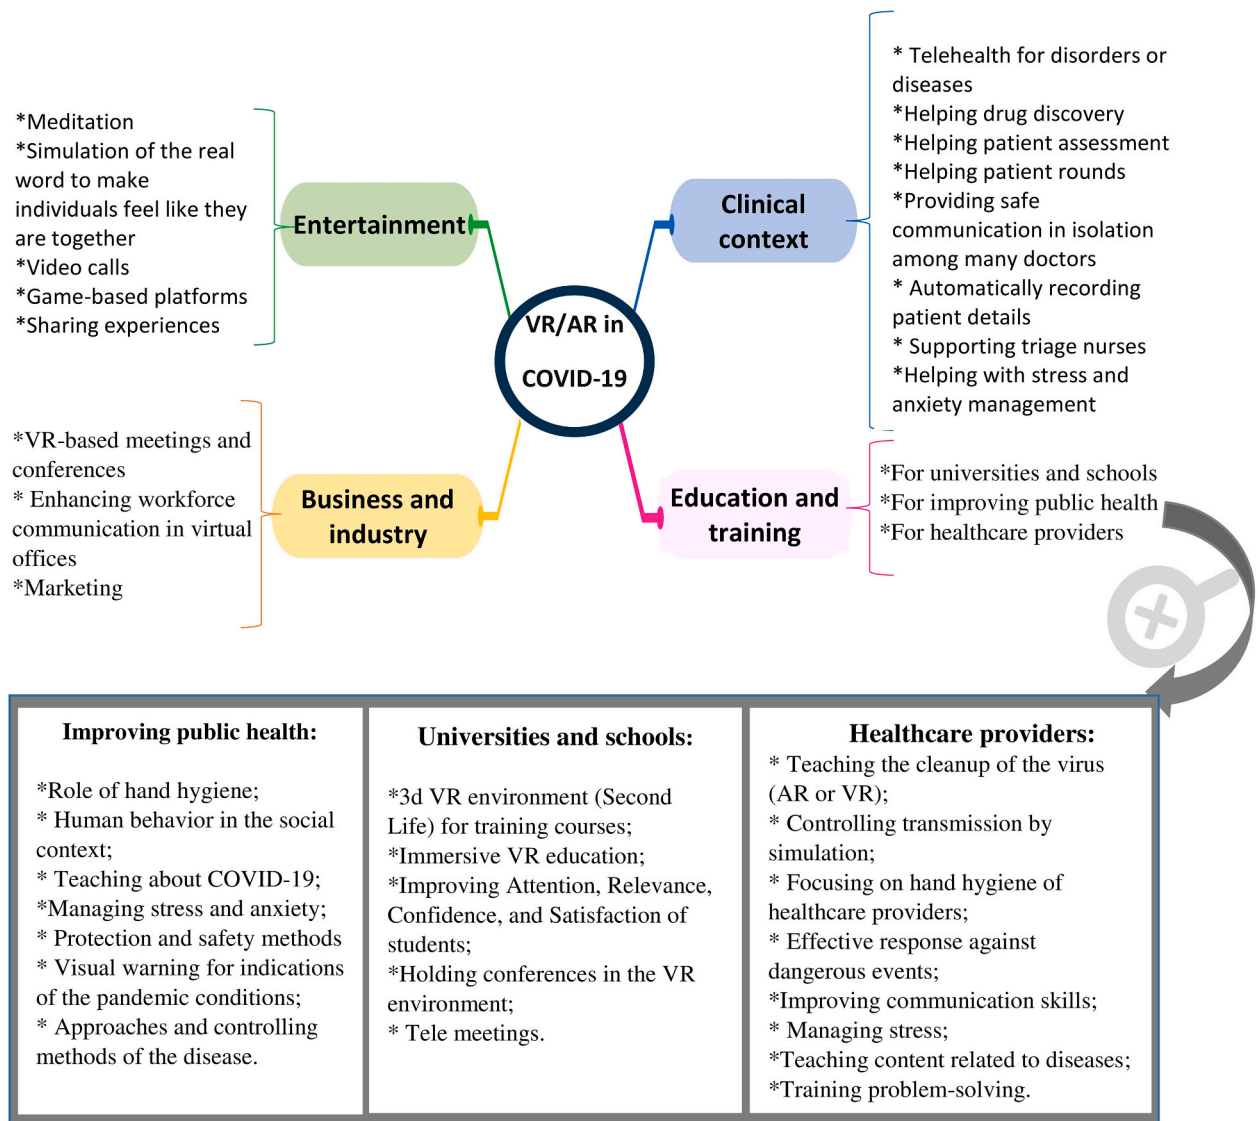 *Meditation
*Simulation of the real
word to make
individuals feel like they
are together
*Video calls
*Game-based platforms
*Sharing experiences
Entertainment
Clinical
context
* Telehealth for disorders or
diseases
*Helping drug discovery
*Helping patient assessment
*Helping patient rounds
*Providing safe
communication in isolation
among many doctors
* Automatically recording
patient details
* Supporting triage nurses
*Helping with stress and
anxiety management
VR/AR in
COVID-19
*VR-based meetings and
conferences
* Enhancing workforce
communication in virtual
offices
*Marketing
Business and
industry
Education and
training
*For universities and schools
*For improving public health
*For healthcare providers
Improving public health:
*Role of hand hygiene;
* Human behavior in the social
context;
* Teaching about COVID-19;
*Managing stress and anxiety;
* Protection and safety methods
* Visual warning for indications
of the pandemic conditions;
* Approaches and controlling
methods of the disease.
Universities and schools:
*3d VR environment (Second
Life) for training courses;
*Immersive VR education;
*Improving Attention, Relevance,
Confidence, and Satisfaction of
students;
*Holding conferences in the VR
environment;
* Tele meetings.
Healthcare providers:
* Teaching the cleanup of the virus
(AR or VR);
* Controlling transmission by
simulation;
* Focusing on hand hygiene of
healthcare providers;
* Effective response against
dangerous events;
*Improving communication skills;
* Managing stress;
*Teaching content related to diseases;
*Training problem-solving.